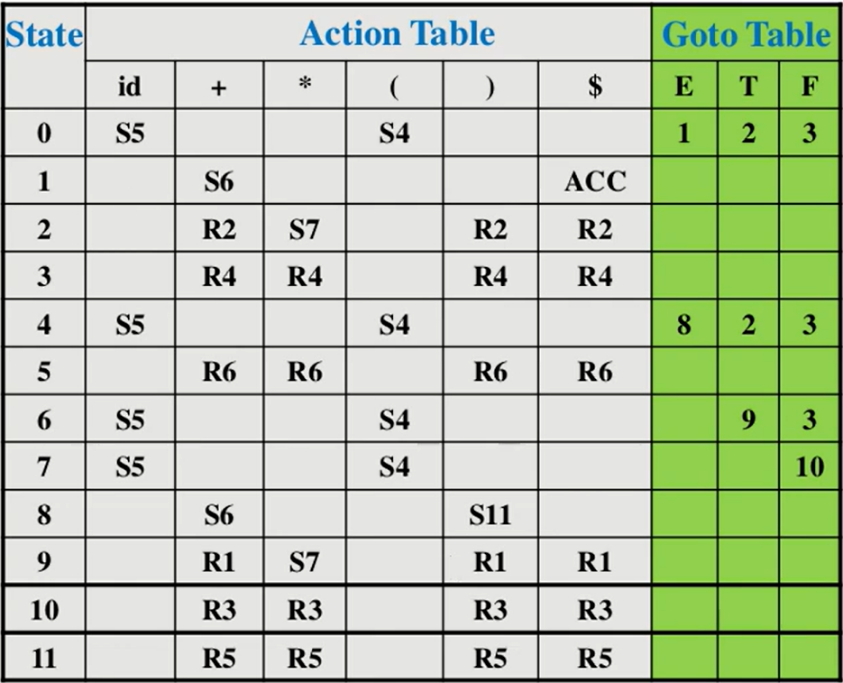 State Action Table Goto Table
id + * ( ) $ E T F
0 S5 S4 1 2 3
1 S6 ACC
2 R2 S7 R2 R2
3 R4 R4 R4 R4
4 S5 S4 8 2 3
5 R6 R6 R6 R6
6 S5 S4 9 3
7 S5 S4 10
8 S6 S11
9 R1 S7 R1 R1
10 R3 R3 R3 R3
11 R5 R5 R5 R5